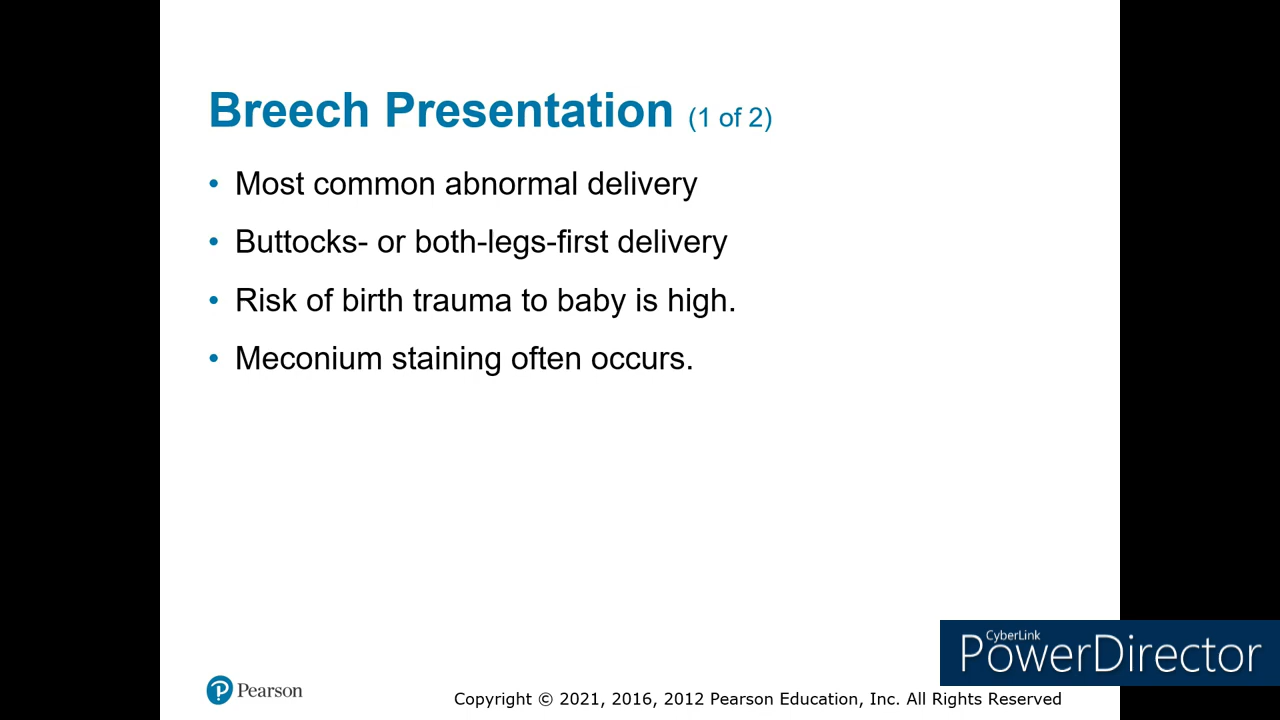 Breech Presentation (1 of 2)
• Most common abnormal delivery
• Buttocks- or both-legs-first delivery
• Risk of birth trauma to baby is high.
• Meconium staining often occurs.
CyberLink
PowerDirector
Pearson
Copyright © 2021, 2016, 2012 Pearson Education, Inc. All Rights Reserved